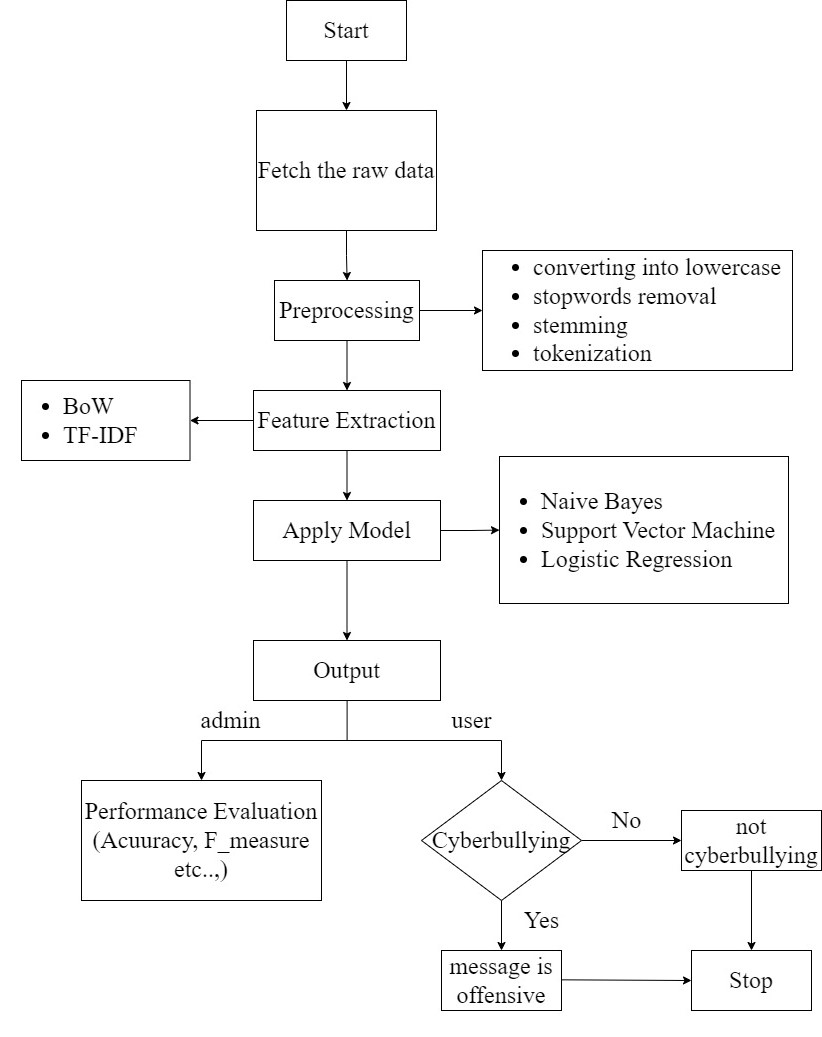 Start
Fetch the raw data
Preprocessing
converting into lowercase
stopwords removal
stemming
tokenization
BoW
TF-IDF
Feature Extraction
Apply Model
Naive Bayes
Support Vector Machine
Logistic Regression
Output
admin
user
Performance Evaluation
(Acuuracy, F_measure
etc..,)
Cyberbullying
No
not
cyberbullying
Yes
message is
offensive
Stop